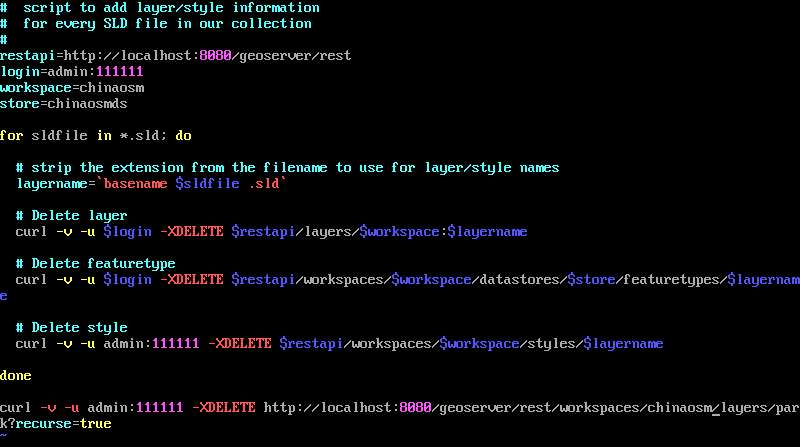 #  script to add layer/style information
#  for every SLD file in our collection
#
restapi=http://localhost:8080/geoserver/rest
login=admin:111111
workspace=chinaosm
store=chinaosmds
for sldfile in *.sld; do
# strip the extension from the filename to use for layer/style names
layername=`basename $sldfile .sld`
# Delete layer
curl -v -u $login -XDELETE $restapi/layers/$workspace:$layername
# Delete featuretype
curl -v -u $login -XDELETE $restapi/workspaces/$workspace/datastores/$store/featuretypes/$layernam
e
# Delete style
curl -v -u admin:111111 -XDELETE $restapi/workspaces/$workspace/styles/$layername
done
curl -v -u admin:111111 -XDELETE http://localhost:8080/geoserver/rest/workspaces/chinaosm/layers/par
k?recurse=true
~